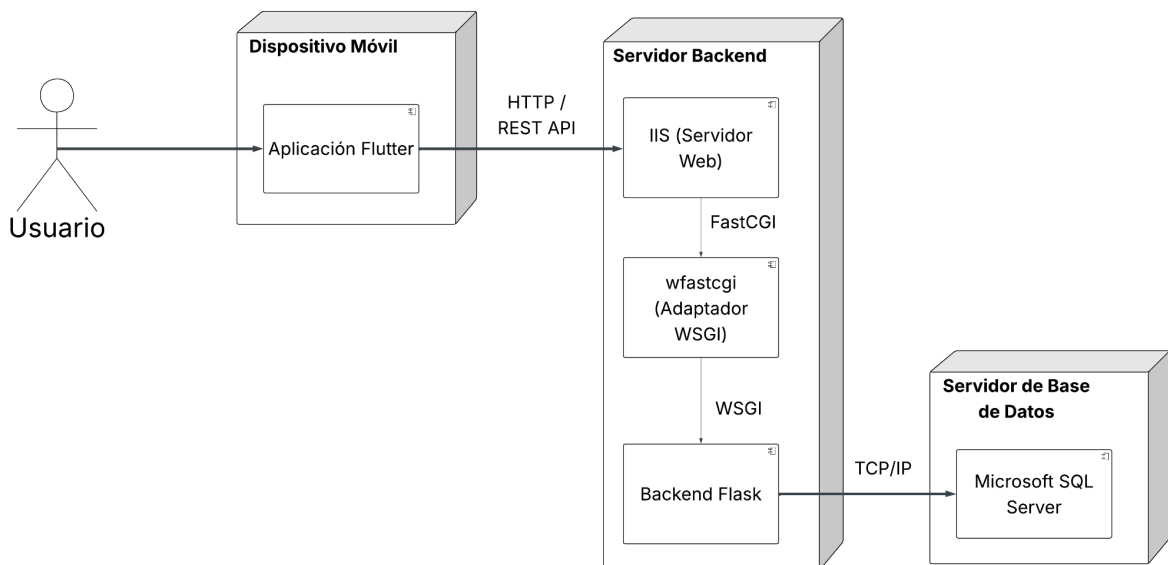 Dispositivo Móvil
Aplicación Flutter
Usuario
HTTP /
REST API
Servidor Backend
IIS (Servidor
Web)
FastCGI
wfastcgi
(Adaptador
WSGI)
WSGI
Backend Flask
TCP/IP
Servidor de Base
de Datos
Microsoft SQL
Server